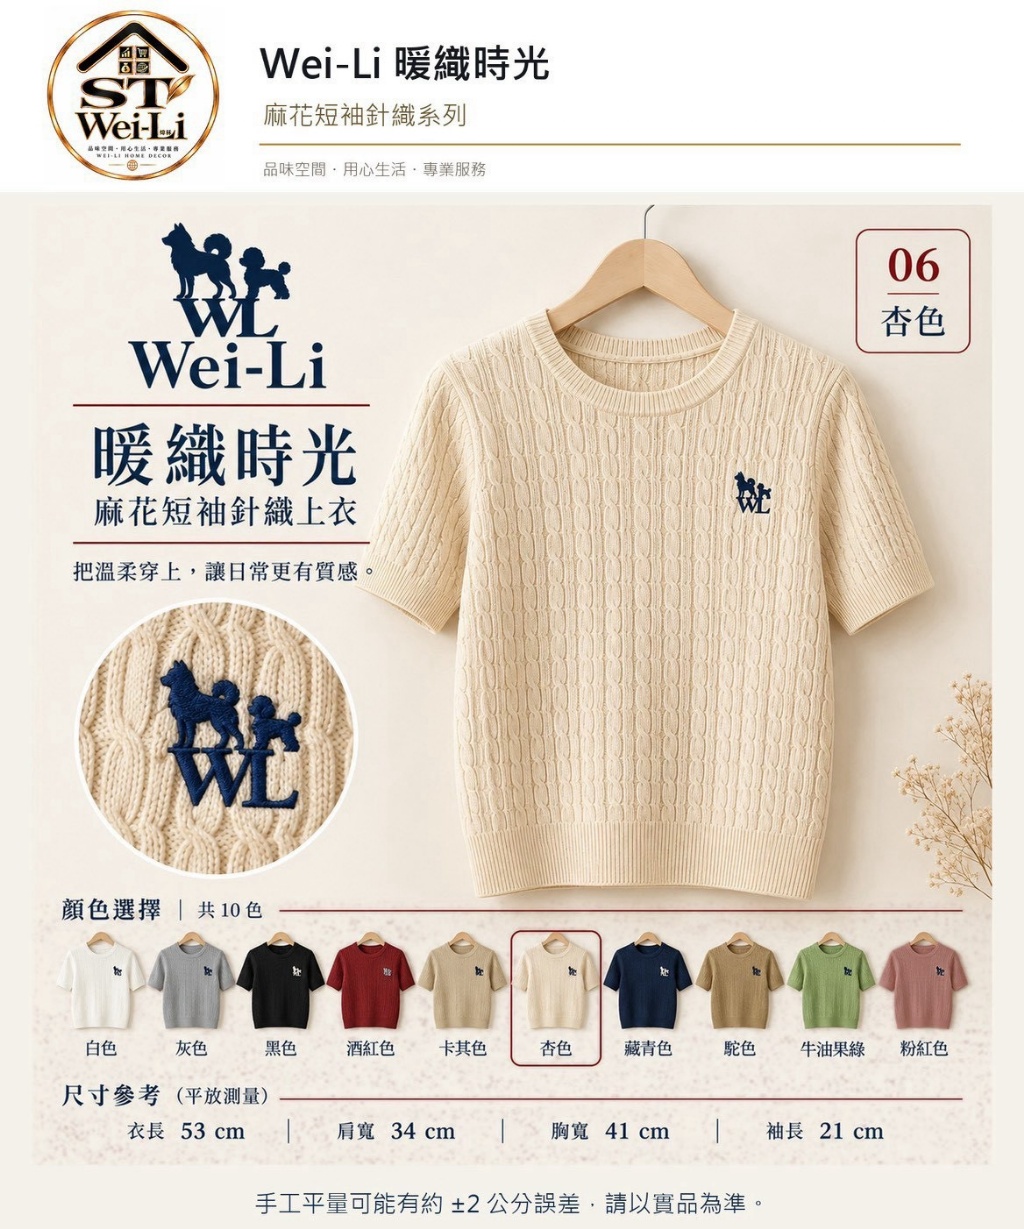 ST
Wei-Li
品味空間・用心生活・專業服務
WEI-LI HOME DECOR
Wei-Li 暖織時光
麻花短袖針織系列
品味空間・用心生活・專業服務
WL
Wei-Li
暖織時光
麻花短袖針織上衣
把溫柔穿上，讓日常更有質感。
06
杏色
WL
WL
顏色選擇｜共 10 色
白色
灰色
黑色
酒紅色
卡其色
杏色
藏青色
駝色
牛油果綠
粉紅色
尺寸參考（平放測量）
衣長 53 cm｜肩寬 34 cm｜胸寬 41 cm｜袖長 21 cm
手工平量可能有約 ±2 公分誤差，請以實品為準。